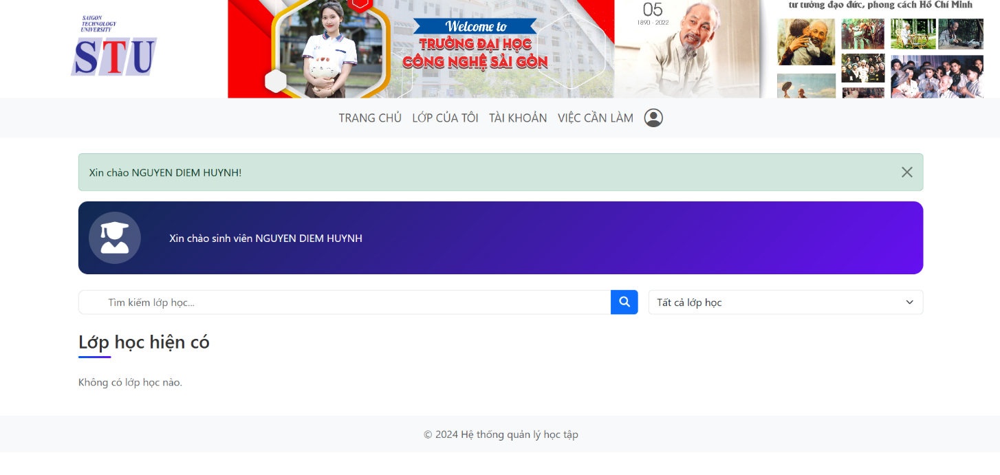 SAIGON
TECHNOLOGY
UNIVERSITY
STU
Welcome to
TRƯỜNG ĐẠI HỌC
CÔNG NGHỆ SÀI GÒN
05
1890 - 2022
tư tưởng đạo đức, phong cách Hồ Chí Minh
TRANG CHỦ LỚP CỦA TÔI TÀI KHOẢN VIỆC CẦN LÀM
Xin chào NGUYEN DIEM HUYNH!
Xin chào sinh viên NGUYEN DIEM HUYNH
Tìm kiếm lớp học...
Tất cả lớp học
Lớp học hiện có
Không có lớp học nào.
© 2024 Hệ thống quản lý học tập